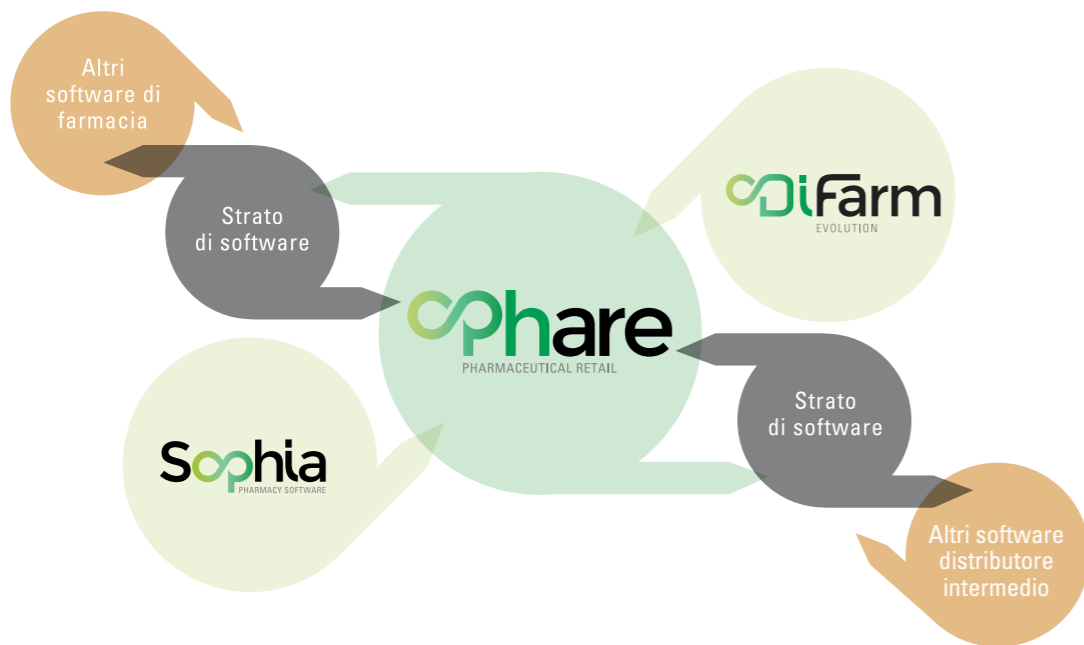 Altri
software di
farmacia
Strato
di software
DiFarm
EVOLUTION
Phare
PHARMACEUTICAL RETAIL
Sophia
PHARMACY SOFTWARE
Strato
di software
Altri software
distributore
intermedio